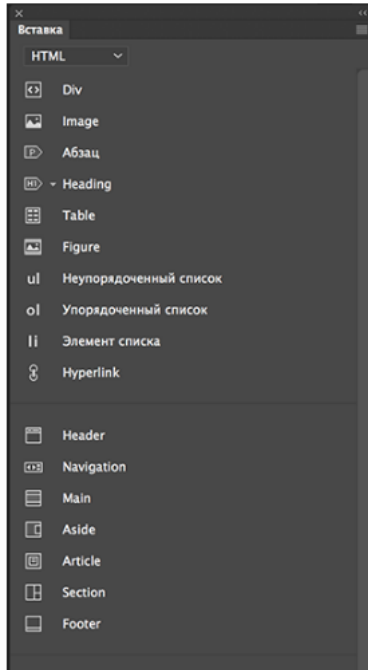 Вставка
HTML
Div
Image
P Абзац
H1 Heading
Table
Figure
ul Неупорядоченный список
ol Упорядоченный список
li Элемент списка
Hyperlink
Header
Navigation
Main
Aside
Article
Section
Footer